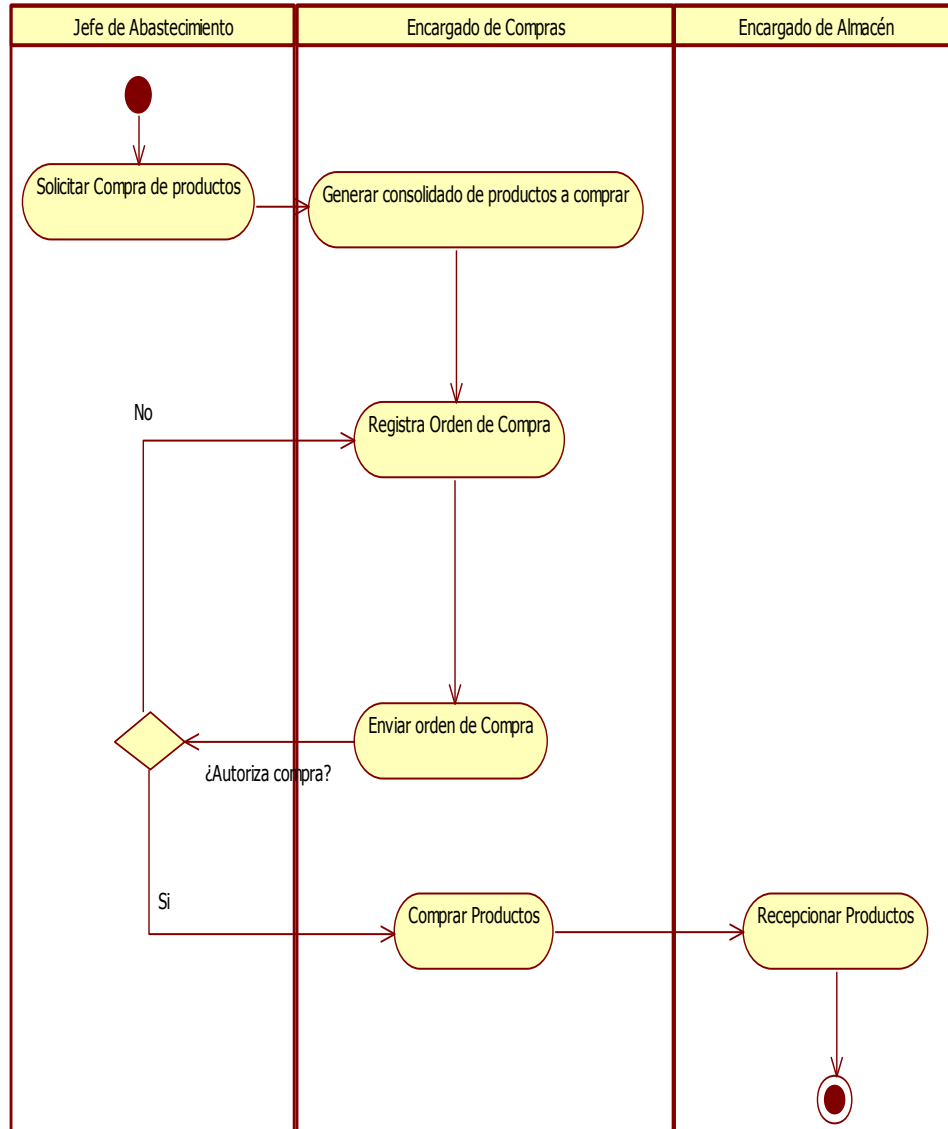 Jefe de Abastecimiento
Encargado de Compras
Encargado de Almacén
Solicitar Compra de productos
Generar consolidado de productos a comprar
No
Registra Orden de Compra
Enviar orden de Compra
¿Autoriza compra?
Si
Comprar Productos
Recepcionar Productos